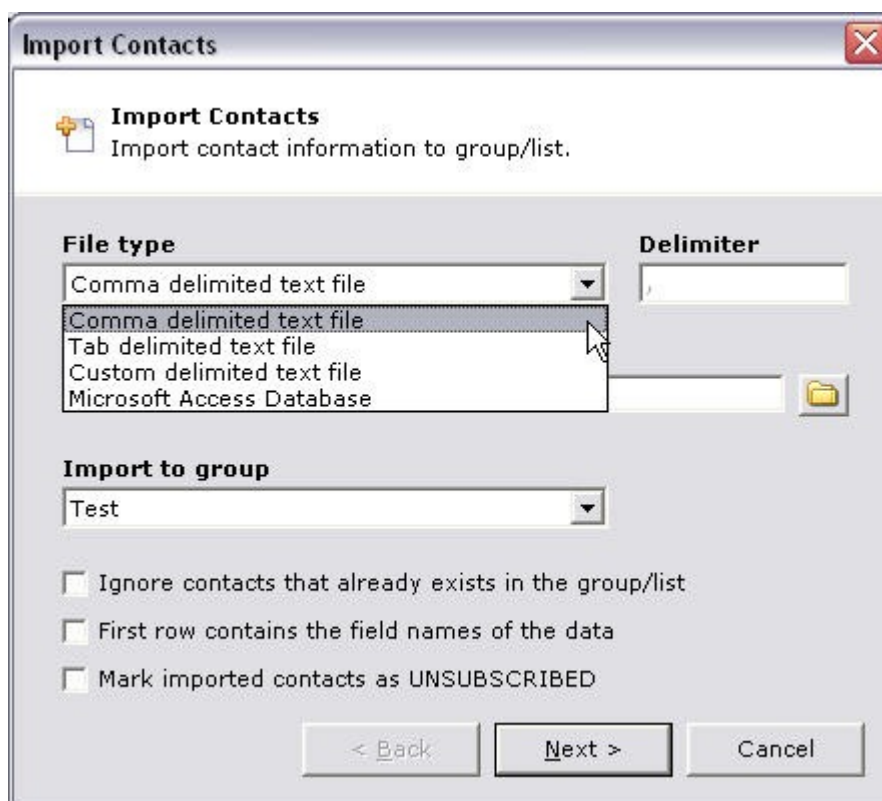 Import Contacts
Import Contacts
Import contact information to group/list.
File type
Delimiter
Comma delimited text file
,
Comma delimited text file
Tab delimited text file
Custom delimited text file
Microsoft Access Database
Import to group
Test
Ignore contacts that already exists in the group/list
First row contains the field names of the data
Mark imported contacts as UNSUBSCRIBED
< Back
Next >
Cancel